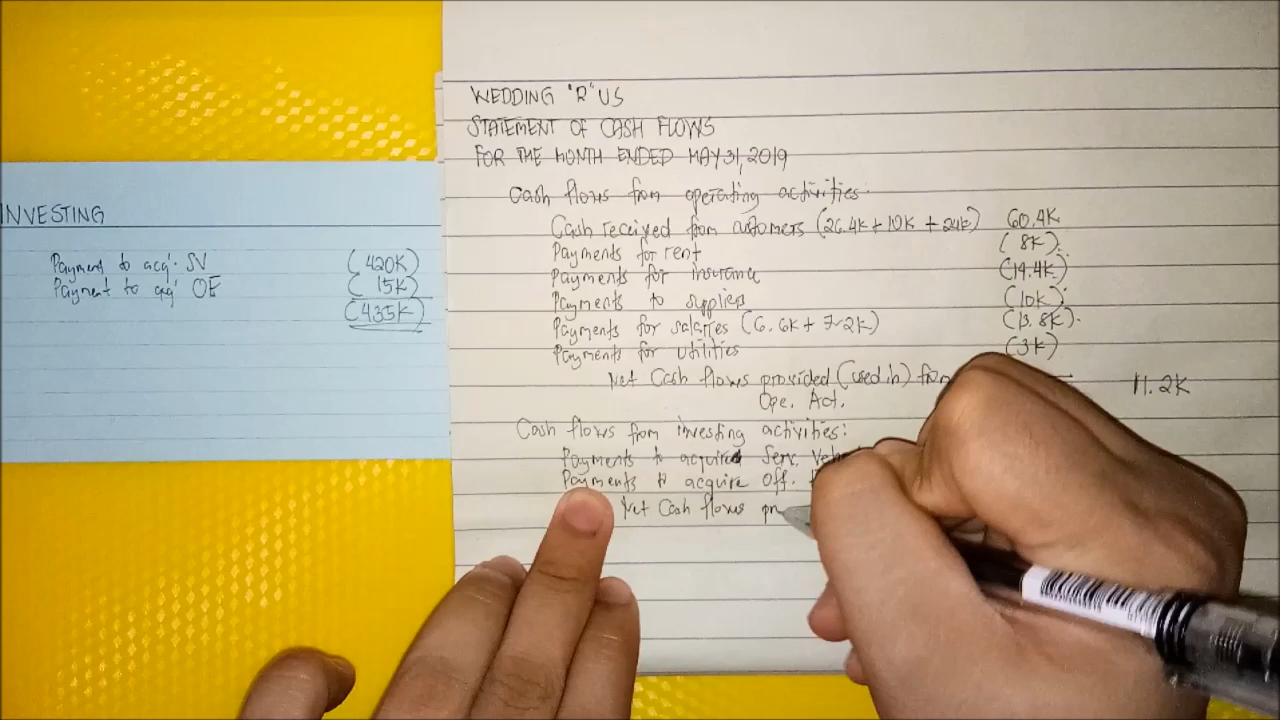 INVESTING
Payment to acq. SV (420K)
Payment to acq. OE (15K)
(435K)
WEDDING "R" US
STATEMENT OF CASH FLOWS
FOR THE MONTH ENDED MAY 31, 2019
Cash flows from operating activities:
Cash received from customers (26.4K + 10K + 24K) 60.4K
Payments for rent (8K)
Payments for insurance (14.4K)
Payments to suppliers (10K)
Payments for salaries (6.6K + 7.2K) (13.8K)
Payments for utilities (3K)
Net Cash flows provided (used in) from 11.2K
Ope. Act.
Cash flows from investing activities:
Payments to acquire Serv.
Payments to acquire Off.
Net Cash flows pr